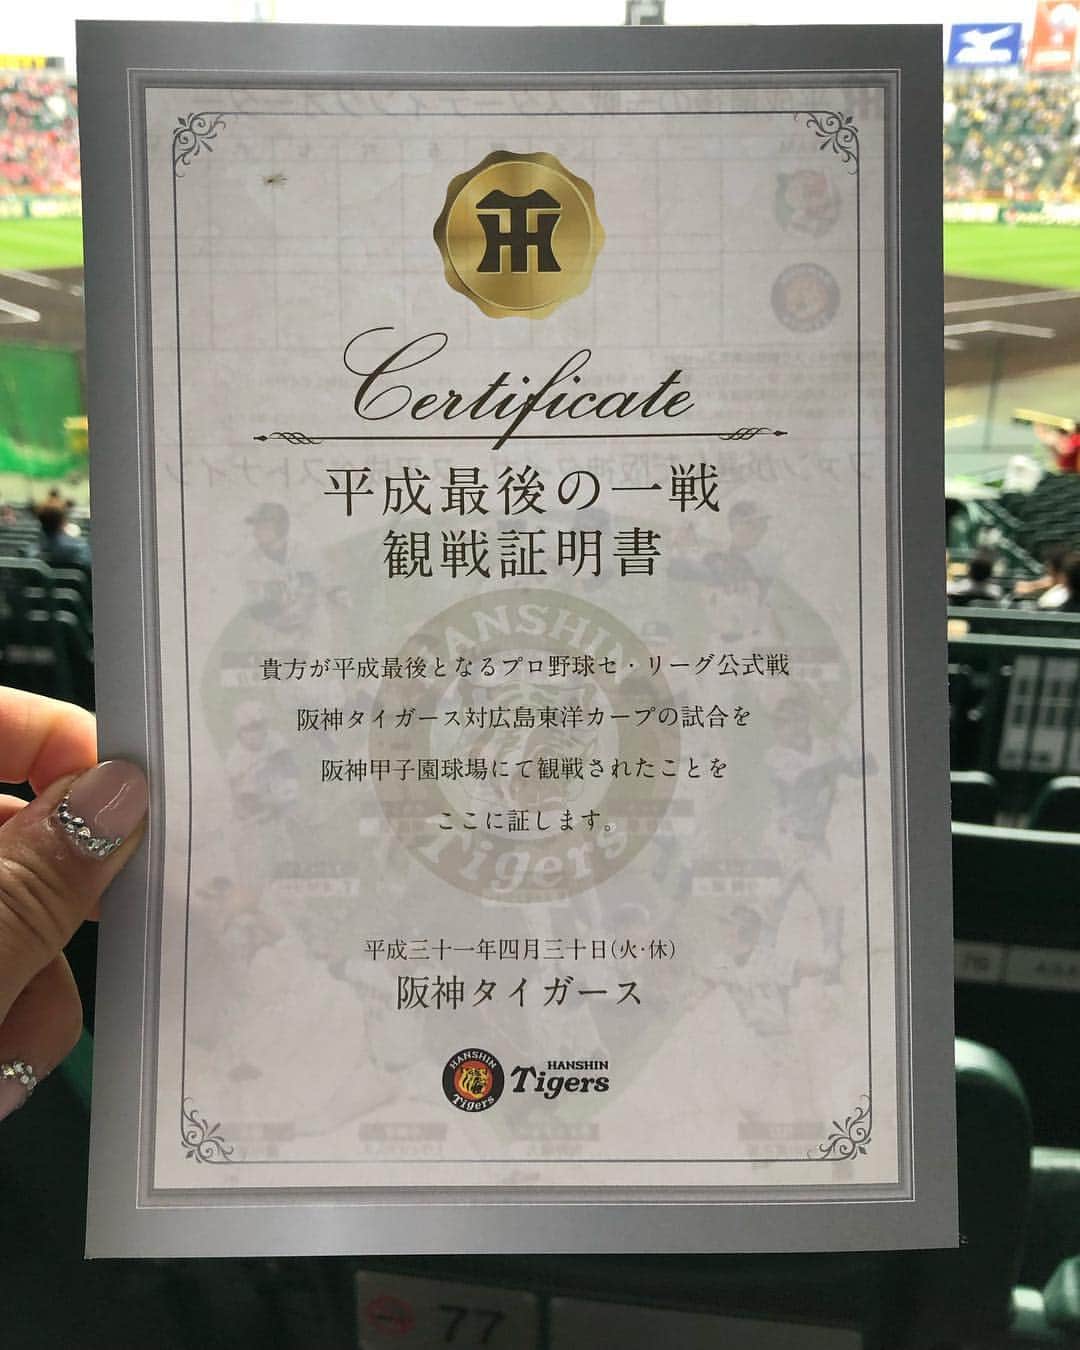 TH
Certificate
平成最後の一戦
観戦証明書
貴方が平成最後となるプロ野球セ・リーグ公式戦
阪神タイガース対広島東洋カープの試合を
阪神甲子園球場にて観戦されたことを
ここに証します。
HANSHIN
Tigers
平成三十一年四月三十日(火・休)
阪神タイガース
HANSHIN
Tigers
HANSHIN
Tigers
77